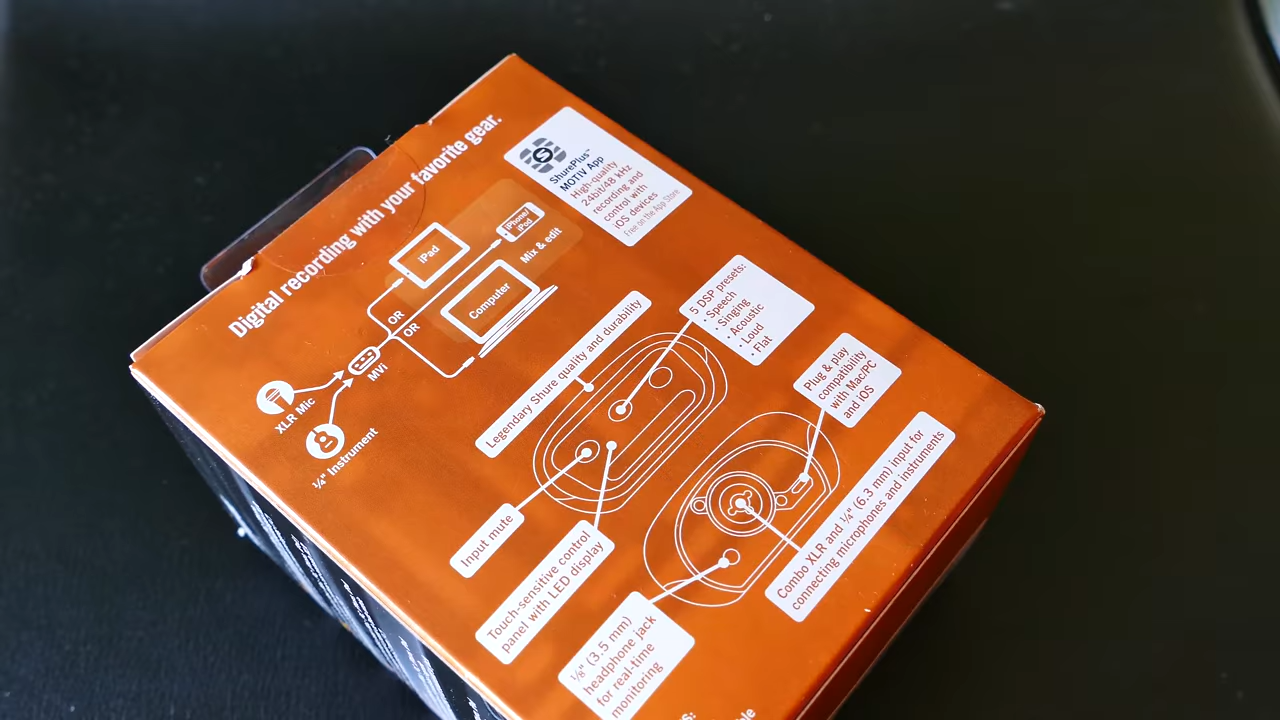 Digital recording with your favorite gear.
ShurePlus™
MOTIV App
High-quality
24bit/48 kHz
recording and
control with
iOS devices
Free on the App Store
iPad
iPhone/
iPod
Mix & edit
Computer
OR
OR
MVi
XLR Mic
¼" Instrument
5 DSP presets:
· Speech
· Singing
· Acoustic
· Loud
· Flat
Legendary Shure quality and durability
Plug & play
compatibility
with Mac/PC
and iOS
Input mute
Touch-sensitive control
panel with LED display
Combo XLR and ¼" (6.3 mm) input for
connecting microphones and instruments
⅛" (3.5 mm)
headphone jack
for real-time
monitoring